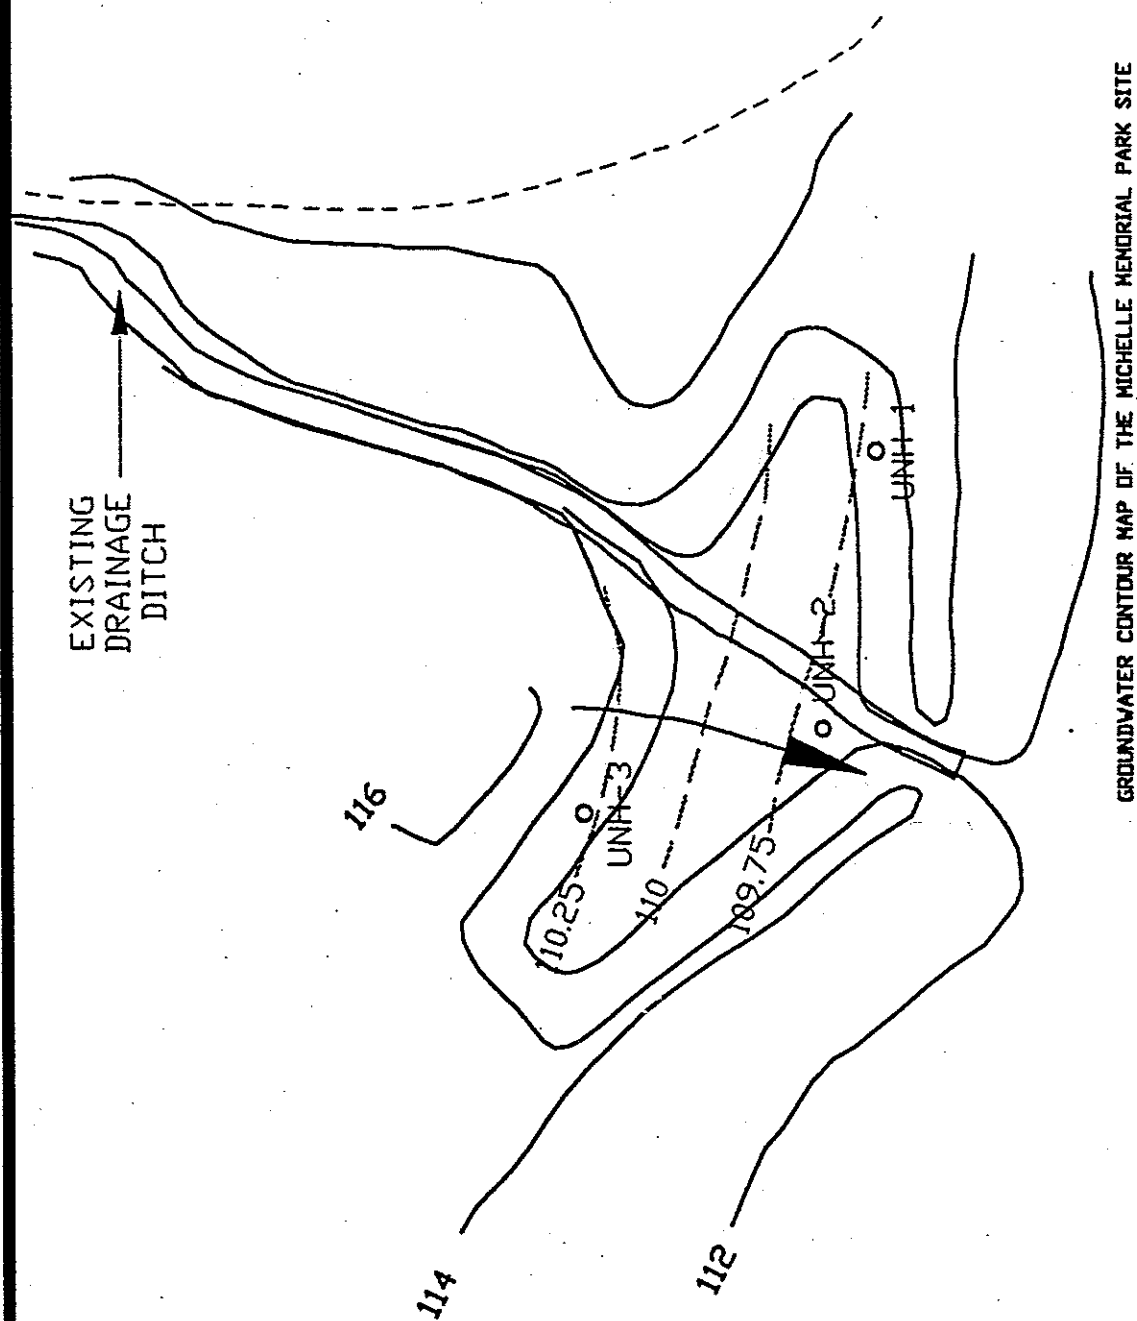 EXISTING
DRAINAGE
DITCH
116
UNH-1
UNH-2
UNH-3
110.25
110
109.75
114
112
GROUNDWATER CONTOUR MAP OF THE MICHELLE MEMORIAL PARK SITE